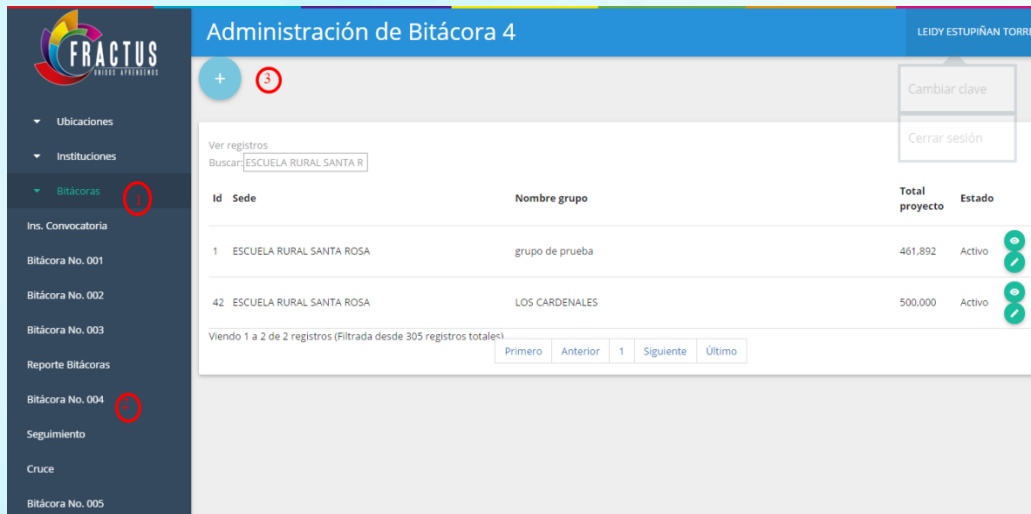 FRACTUS
UNIDOS APRENDEMOS
Administración de Bitácora 4
LEIDY ESTUPIÑAN TORRE
+
3
Cambiar clave
Cerrar sesión
Ubicaciones
Instituciones
Bitácoras
1
Ins. Convocatoria
Bitácora No. 001
Bitácora No. 002
Bitácora No. 003
Reporte Bitácoras
Bitácora No. 004
Seguimiento
Cruce
Bitácora No. 005
Ver registros
Buscar: ESCUELA RURAL SANTA R
Id Sede Nombre grupo Total proyecto Estado
1 ESCUELA RURAL SANTA ROSA grupo de prueba 461,892 Activo
42 ESCUELA RURAL SANTA ROSA LOS CARDENALES 500,000 Activo
Viendo 1 a 2 de 2 registros (Filtrada desde 305 registros totales)
Primero Anterior 1 Siguiente Último